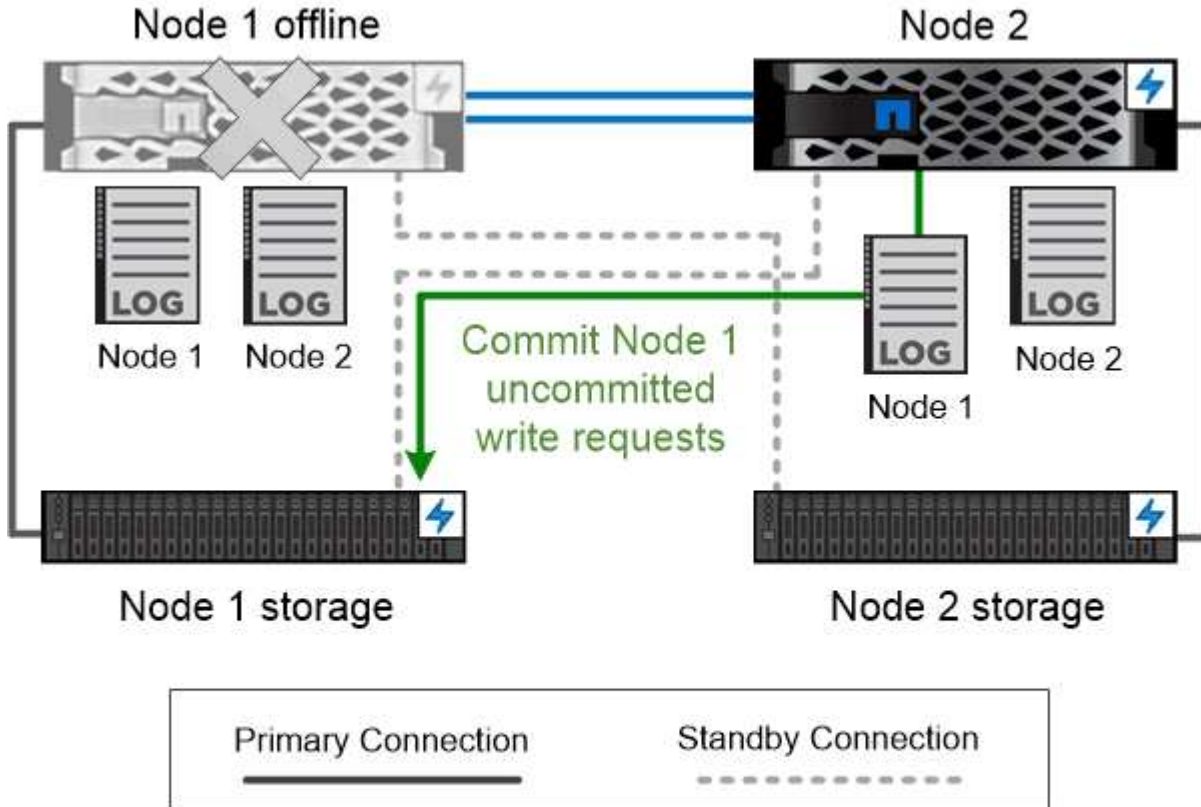 Node 1 offline
Node 2
LOG
LOG
LOG
LOG
Node 1
Node 2
Node 1
Node 2
Commit Node 1
uncommitted
write requests
Node 1 storage
Node 2 storage
Primary Connection
Standby Connection